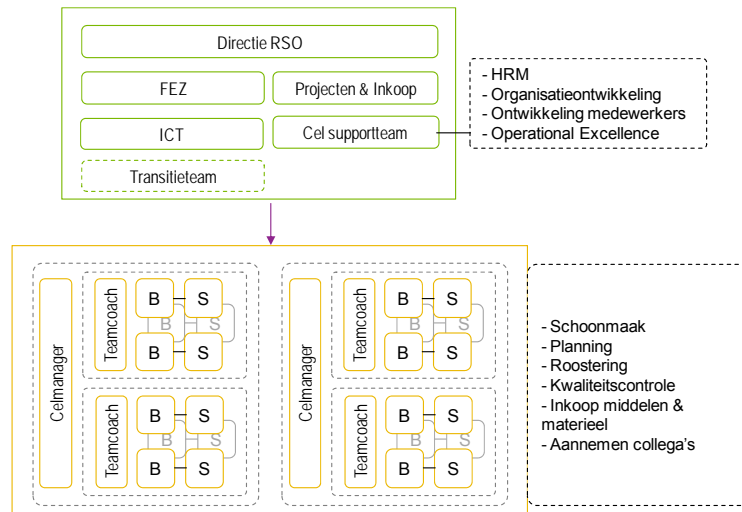 Directie RSO
FEZ
Projecten & Inkoop
ICT
Cel supportteam
Transitieteam
- HRM
- Organisatieontwikkeling
- Ontwikkeling medewerkers
- Operational Excellence
Celmanager
Teamcoach
B
S
B
S
B
S
Teamcoach
B
S
B
S
B
S
Celmanager
Teamcoach
B
S
B
S
B
S
Teamcoach
B
S
B
S
B
S
- Schoonmaak
- Planning
- Roostering
- Kwaliteitscontrole
- Inkoop middelen &
materieel
- Aannemen collega's